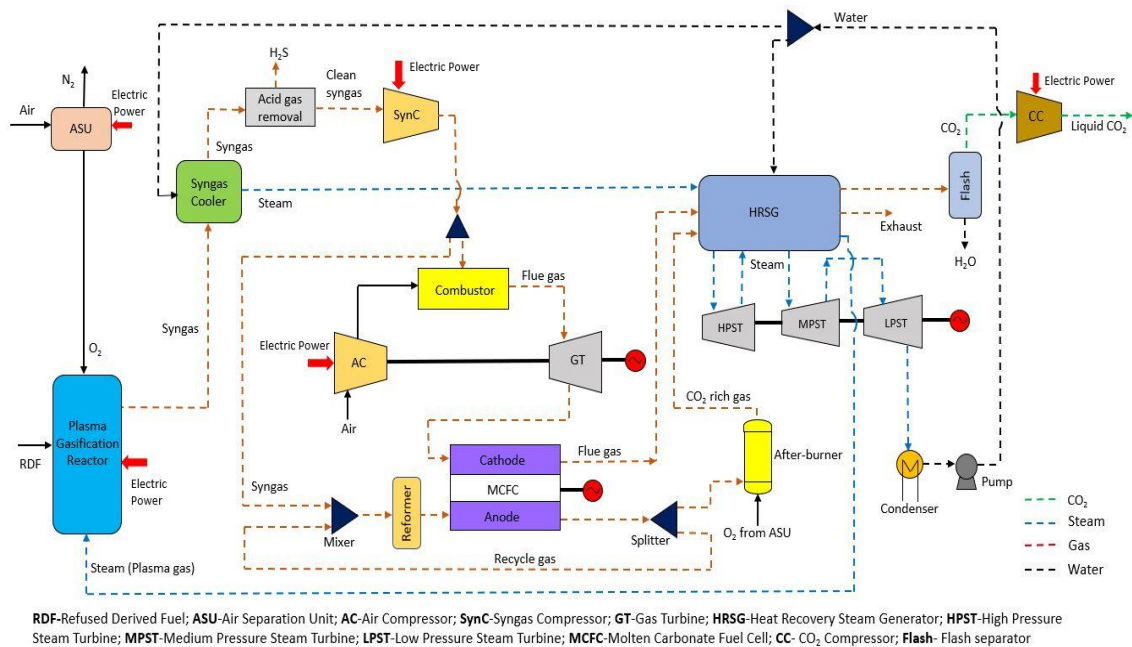 Water
N2
H2S
Clean
syngas
Electric Power
Electric Power
Electric
Power
Air
ASU
Acid gas
removal
SynC
CC
CO2
Liquid CO2
Syngas
Syngas
Cooler
Steam
HRSG
Flash
Exhaust
H2O
Steam
Combustor
Flue gas
HPST
MPST
LPST
Syngas
O2
Electric Power
AC
GT
Air
CO2 rich gas
Plasma
Gasification
Reactor
RDF
Electric
Power
Cathode
MCFC
Anode
Flue gas
After-burner
Pump
Condenser
Syngas
Reformer
Mixer
Splitter
O2 from ASU
Recycle gas
Steam (Plasma gas)
CO2
Steam
Gas
Water
RDF-Refused Derived Fuel; ASU-Air Separation Unit; AC-Air Compressor; SynC-Syngas Compressor; GT-Gas Turbine; HRSG-Heat Recovery Steam Generator; HPST-High Pressure
Steam Turbine; MPST-Medium Pressure Steam Turbine; LPST-Low Pressure Steam Turbine; MCFC-Molten Carbonate Fuel Cell; CC- CO2 Compressor; Flash- Flash separator